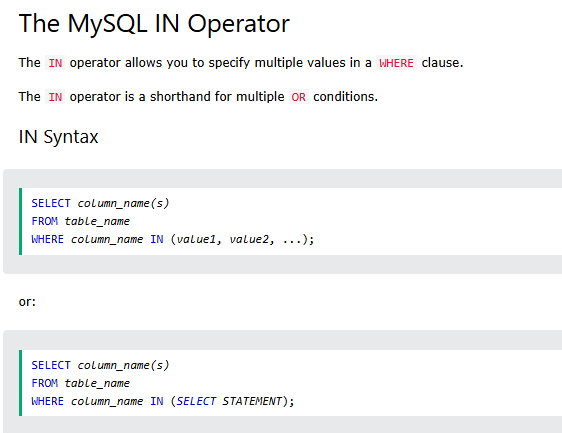 The MySQL IN Operator
The IN operator allows you to specify multiple values in a WHERE clause.
The IN operator is a shorthand for multiple OR conditions.
IN Syntax
SELECT column_name(s)
FROM table_name
WHERE column_name IN (value1, value2, ...);
or:
SELECT column_name(s)
FROM table_name
WHERE column_name IN (SELECT STATEMENT);